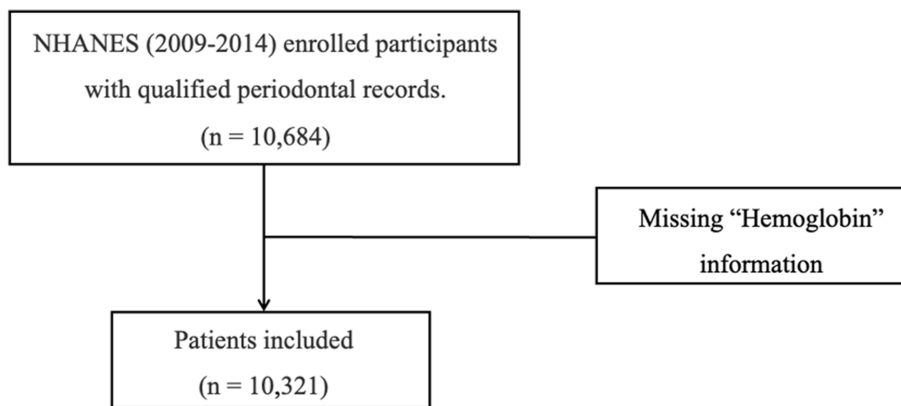 NHANES (2009-2014) enrolled participants
with qualified periodontal records.
(n = 10,684)
Missing “Hemoglobin”
information
Patients included
(n = 10,321)